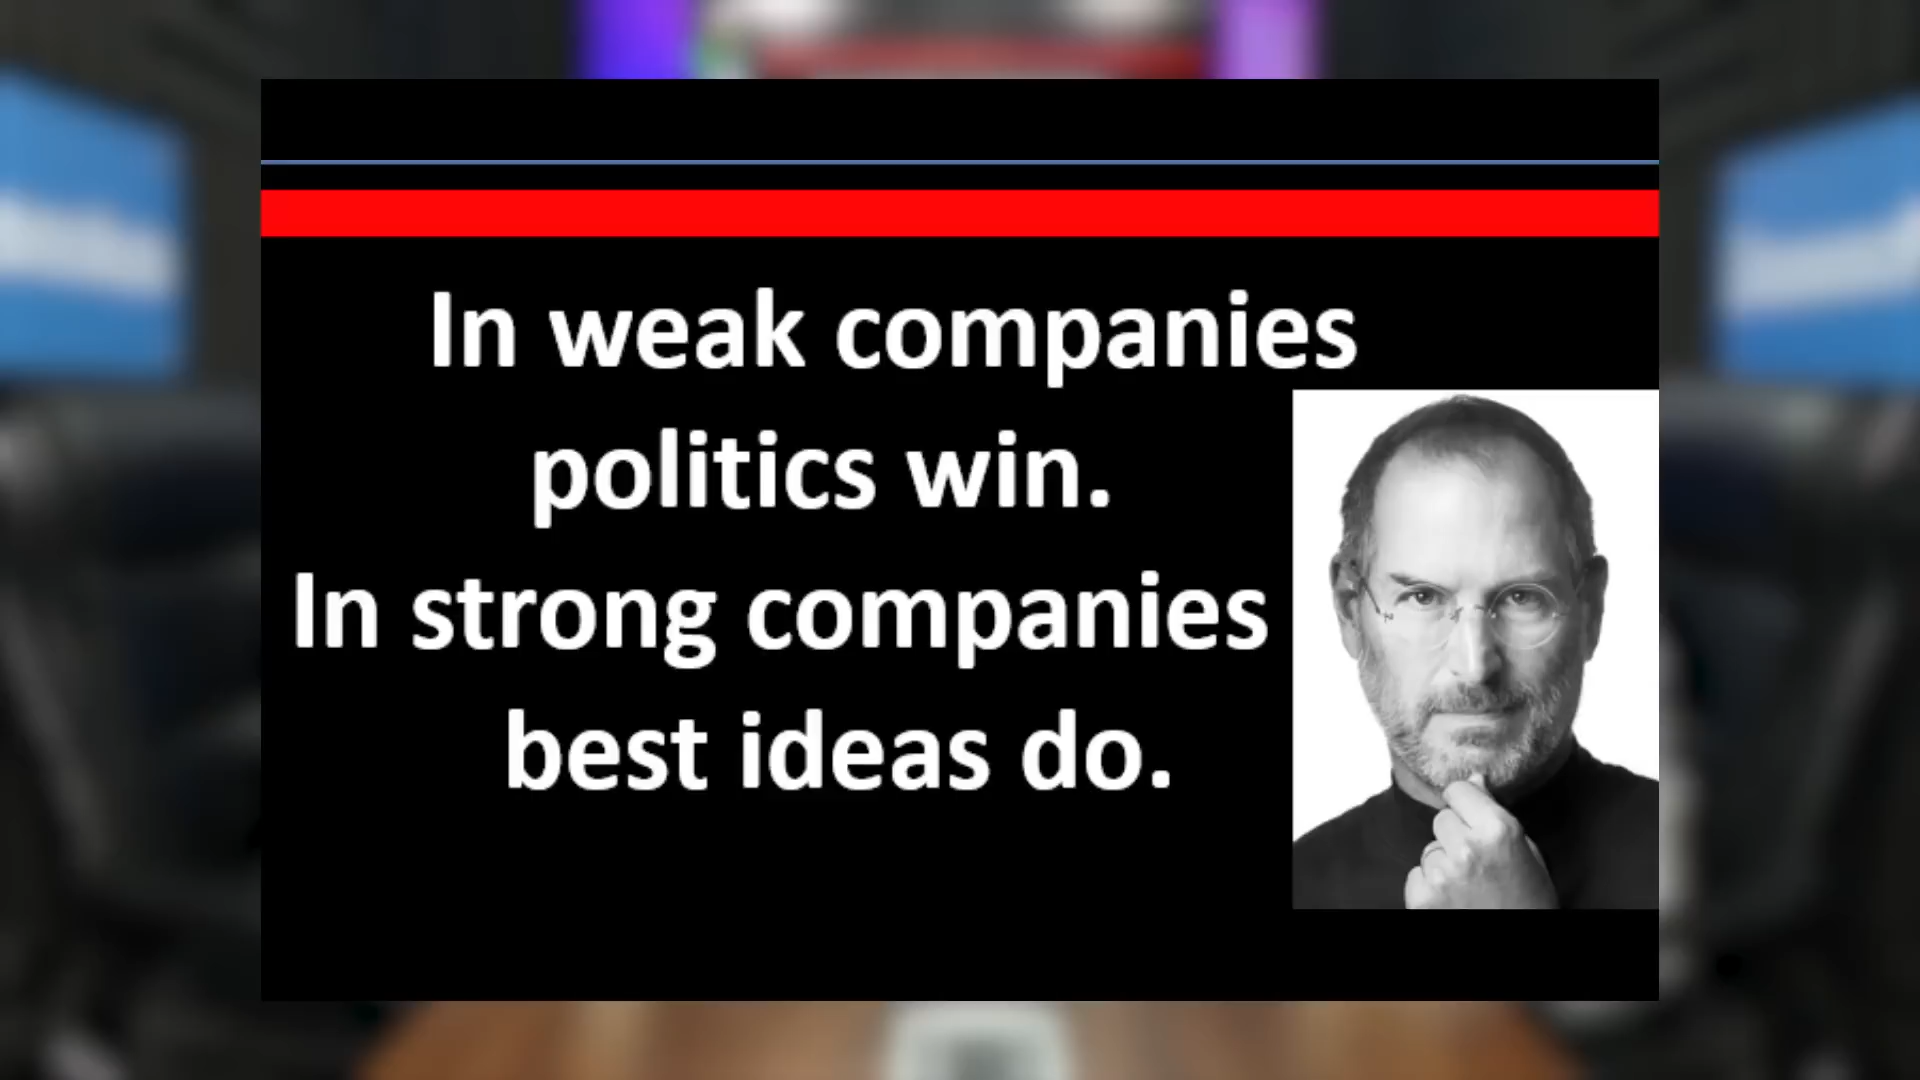 In weak companies
politics win.
In strong companies
best ideas do.